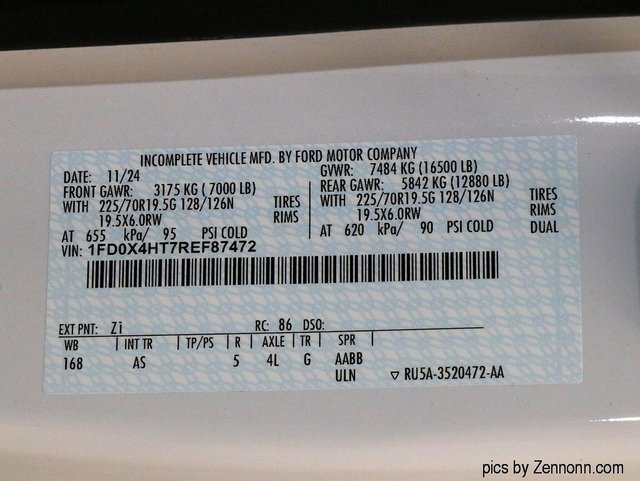 INCOMPLETE VEHICLE MFD. BY FORD MOTOR COMPANY
DATE: 11/24 GVWR: 7484 KG (16500 LB)
FRONT GAWR: 3175 KG ( 7000 LB) REAR GAWR: 5842 KG (12880 LB)
WITH 225/70R19.5G 128/126N TIRES WITH 225/70R19.5G 128/126N TIRES
19.5X6.0RW RIMS 19.5X6.0RW RIMS
AT 655 kPa/ 95 PSI COLD AT 620 kPa/ 90 PSI COLD DUAL
VIN: 1FD0X4HT7REF87472
EXT PNT: Z1 RC: 86 DSO:
WB | INT TR | TP/PS | R | AXLE | TR | SPR |
168 AS 5 4L G AABB
ULN ▽ RU5A-3520472-AA
pics by Zennonn.com